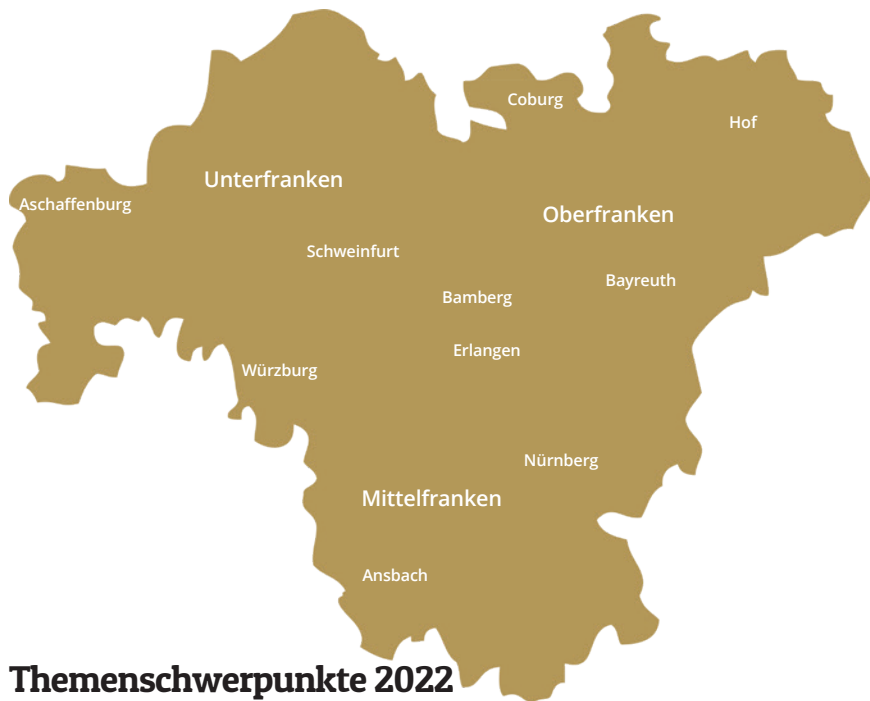 Coburg
Hof
Unterfranken
Aschaffenburg
Oberfranken
Schweinfurt
Bayreuth
Bamberg
Erlangen
Würzburg
Nürnberg
Mittelfranken
Ansbach
Themenschwerpunkte 2022